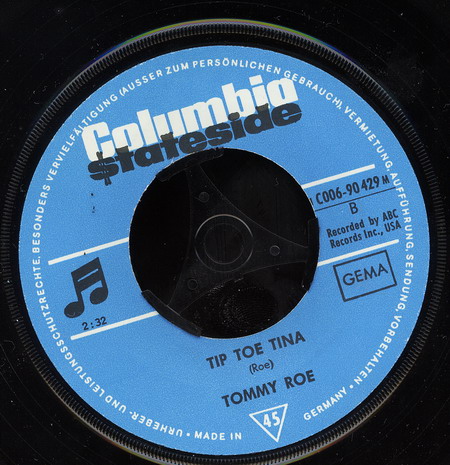 URHEBER- UND LEISTUNGSSCHUTZRECHTE, BESONDERS VERVIELFÄLTIGUNG (AUSSER ZUM PERSÖNLICHEN GEBRAUCH), VERMIETUNG, AUFFÜHRUNG, SENDUNG, VORBEHALTEN • MADE IN GERMANY •
Columbia
stateside
C006-90 429 M
B
Recorded by ABC
Records Inc., USA
GEMA
2:32
TIP TOE TINA
(Roe)
TOMMY ROE
45